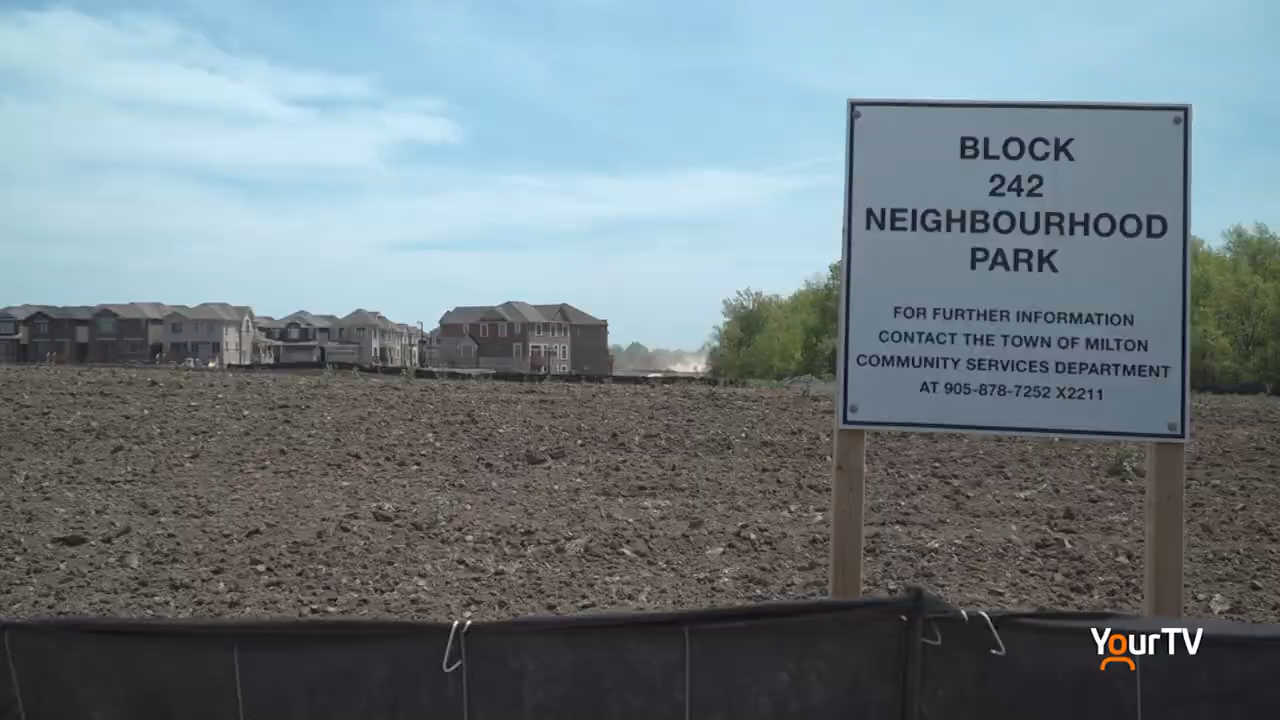 BLOCK
242
NEIGHBOURHOOD
PARK
FOR FURTHER INFORMATION
CONTACT THE TOWN OF MILTON
COMMUNITY SERVICES DEPARTMENT
AT 905-878-7252 X2211
YourTV